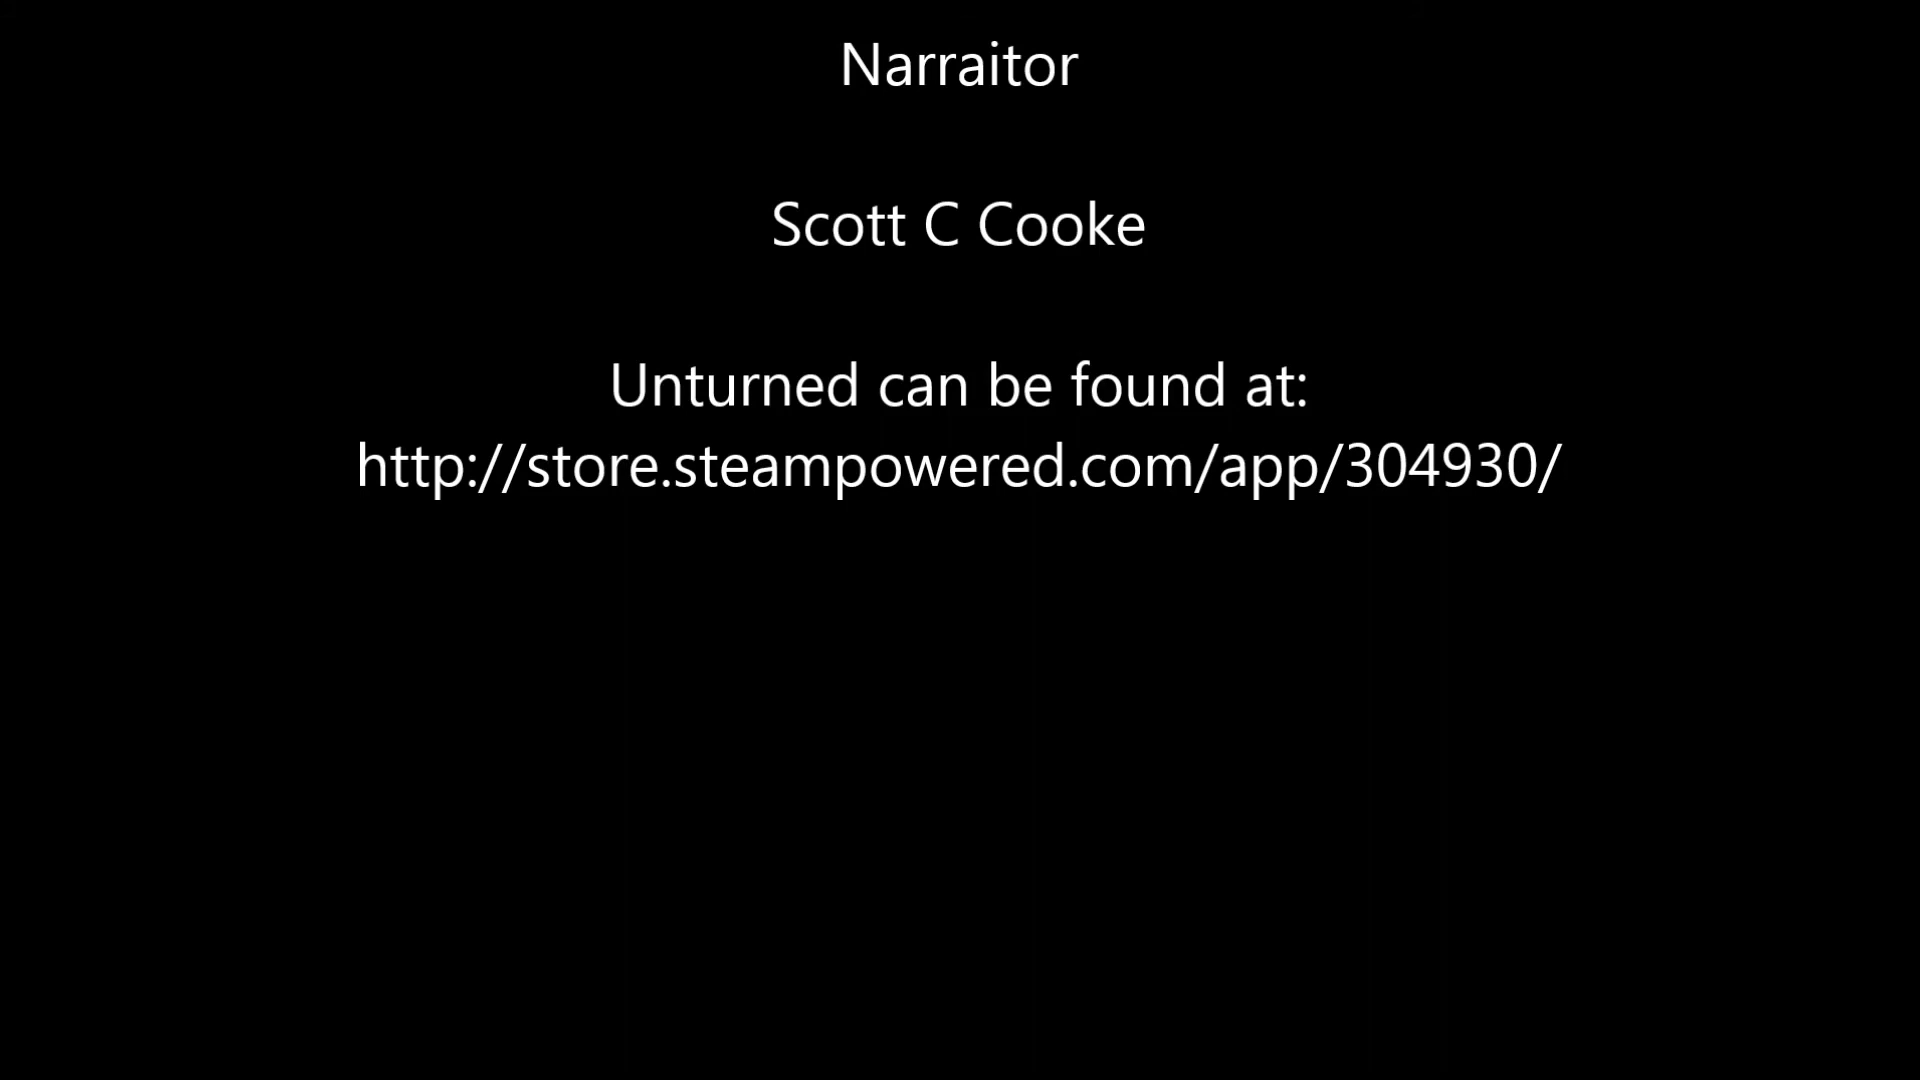 Narraitor
Scott C Cooke
Unturned can be found at:
http://store.steampowered.com/app/304930/